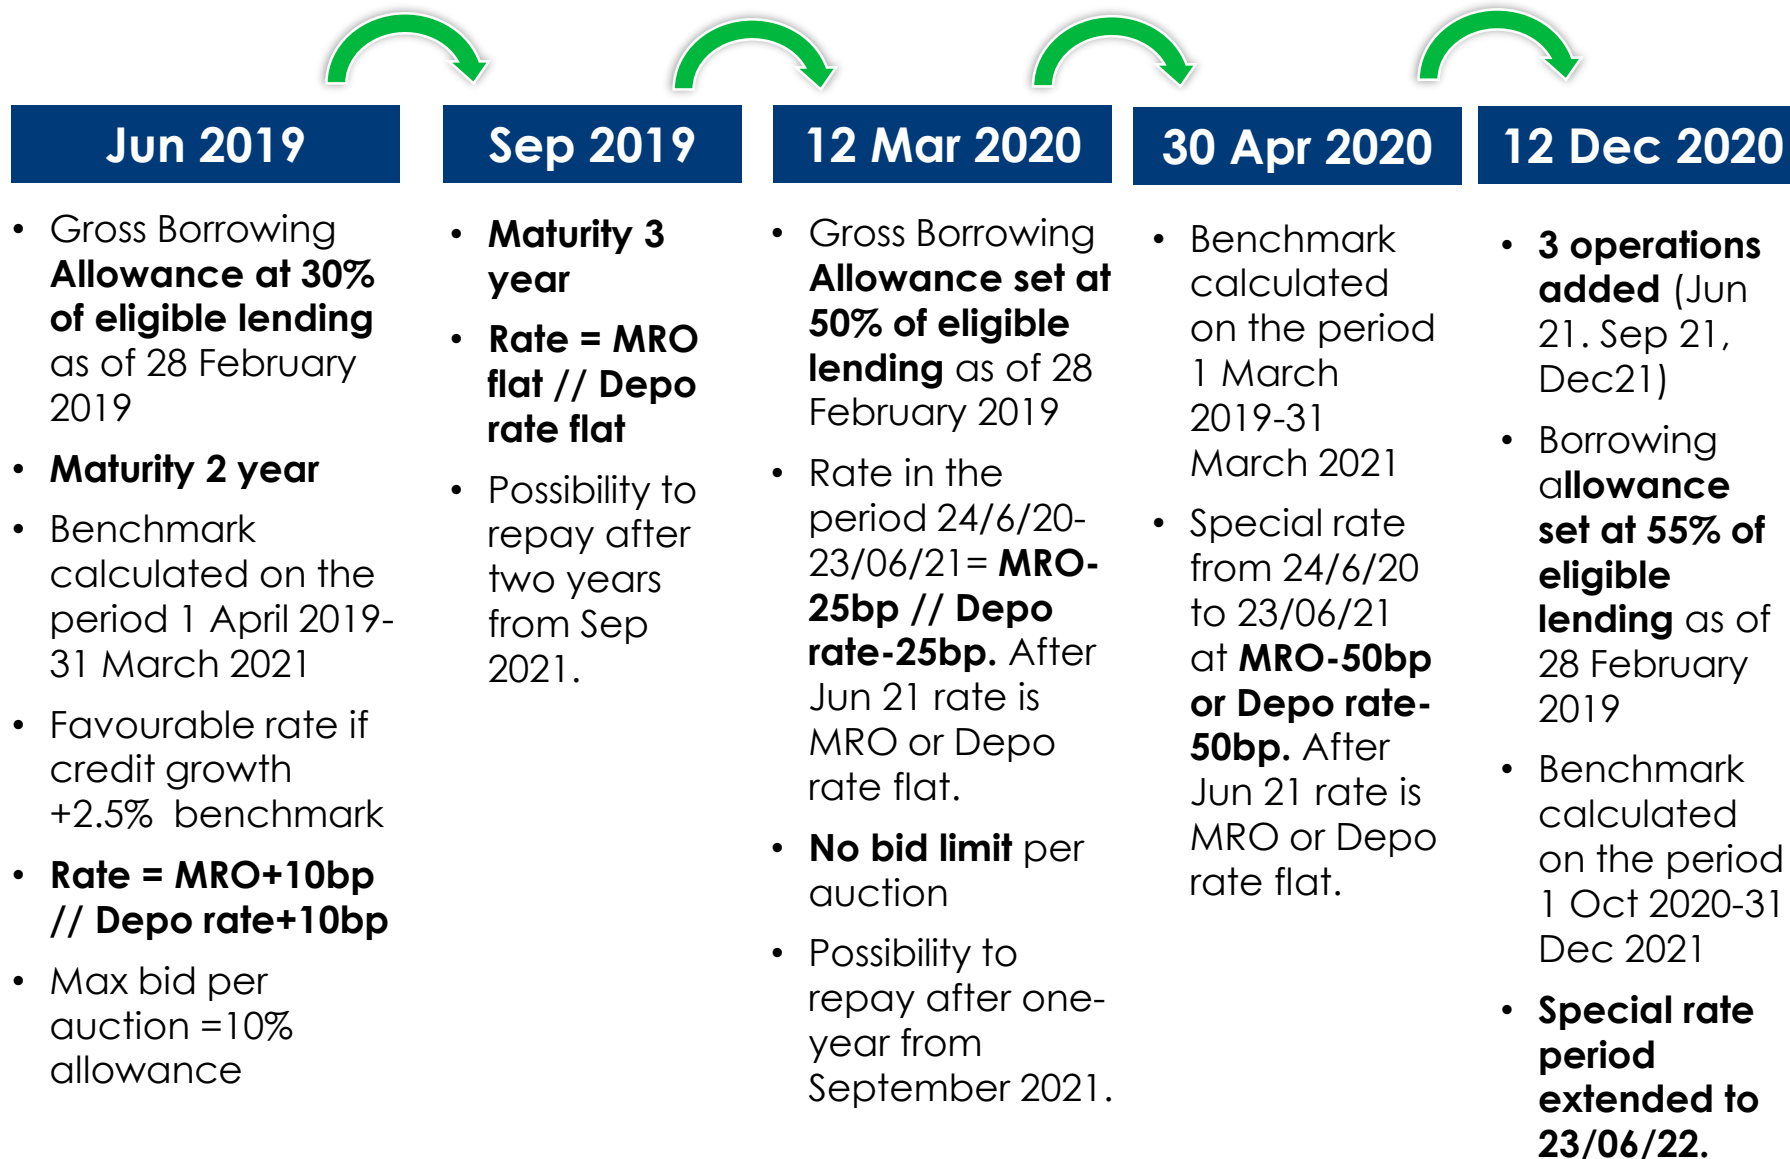 Jun 2019
• Gross Borrowing
Allowance at 30%
of eligible lending
as of 28 February
2019
• Maturity 2 year
• Benchmark
calculated on the
period 1 April 2019-
31 March 2021
• Favourable rate if
credit growth
+2.5% benchmark
• Rate = MRO+10bp
// Depo rate+10bp
• Max bid per
auction =10%
allowance
Sep 2019
• Maturity 3
year
• Rate = MRO
flat // Depo
rate flat
• Possibility to
repay after
two years
from Sep
2021.
12 Mar 2020
• Gross Borrowing
Allowance set at
50% of eligible
lending as of 28
February 2019
• Rate in the
period 24/6/20-
23/06/21= MRO-
25bp // Depo
rate-25bp. After
Jun 21 rate is
MRO or Depo
rate flat.
• No bid limit per
auction
• Possibility to
repay after one-
year from
September 2021.
30 Apr 2020
• Benchmark
calculated
on the period
1 March
2019-31
March 2021
• Special rate
from 24/6/20
to 23/06/21
at MRO-50bp
or Depo rate-
50bp. After
Jun 21 rate is
MRO or Depo
rate flat.
12 Dec 2020
• 3 operations
added (Jun
21. Sep 21,
Dec21)
• Borrowing
allowance
set at 55% of
eligible
lending as of
28 February
2019
• Benchmark
calculated
on the period
1 Oct 2020-31
Dec 2021
• Special rate
period
extended to
23/06/22.